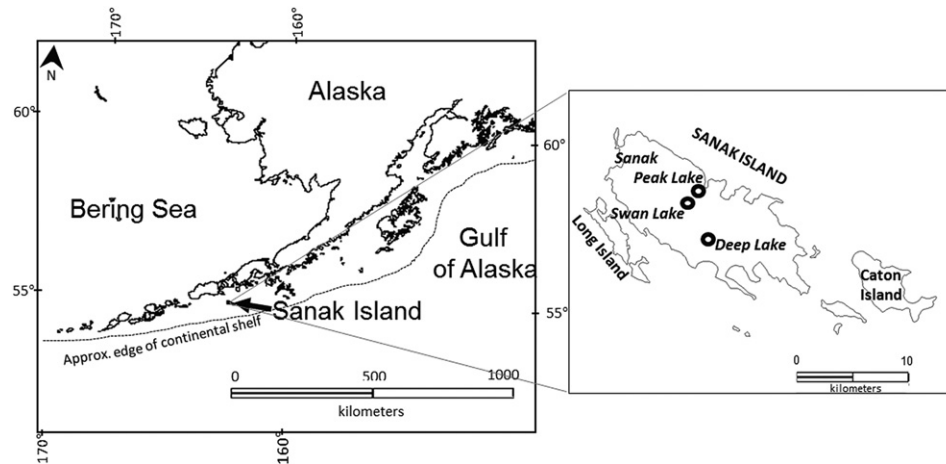 170°
160°
N
60°
Alaska
Bering Sea
Gulf
of Alaska
55°
Sanak Island
Approx. edge of continental shelf
0
500
1000
kilometers
170°
160°
60°
55°
SANAK ISLAND
Sanak
Peak Lake
Swan Lake
Deep Lake
Long Island
Caton
Island
0
10
kilometers